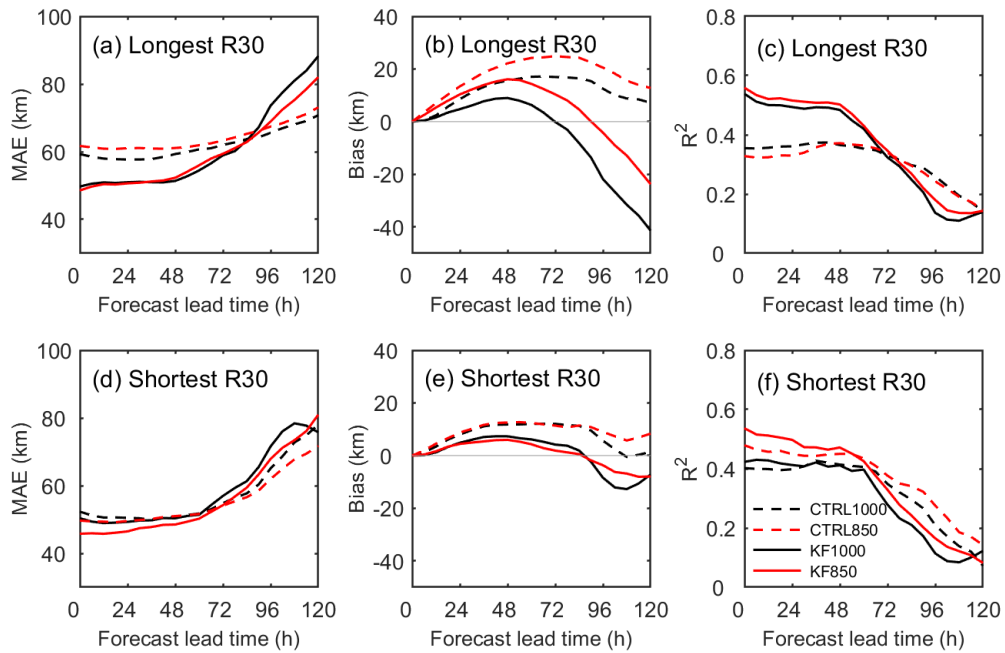 (a) Longest R30
MAE (km)
100
80
60
40
0 24 48 72 96 120
Forecast lead time (h)
(b) Longest R30
Bias (km)
40
20
0
-20
-40
0 24 48 72 96 120
Forecast lead time (h)
(c) Longest R30
R2
0.8
0.6
0.4
0.2
0
0 24 48 72 96 120
Forecast lead time (h)
(d) Shortest R30
MAE (km)
100
80
60
40
0 24 48 72 96 120
Forecast lead time (h)
(e) Shortest R30
Bias (km)
40
20
0
-20
-40
0 24 48 72 96 120
Forecast lead time (h)
(f) Shortest R30
R2
0.8
0.6
0.4
0.2
0
CTRL1000
CTRL850
KF1000
KF850
0 24 48 72 96 120
Forecast lead time (h)